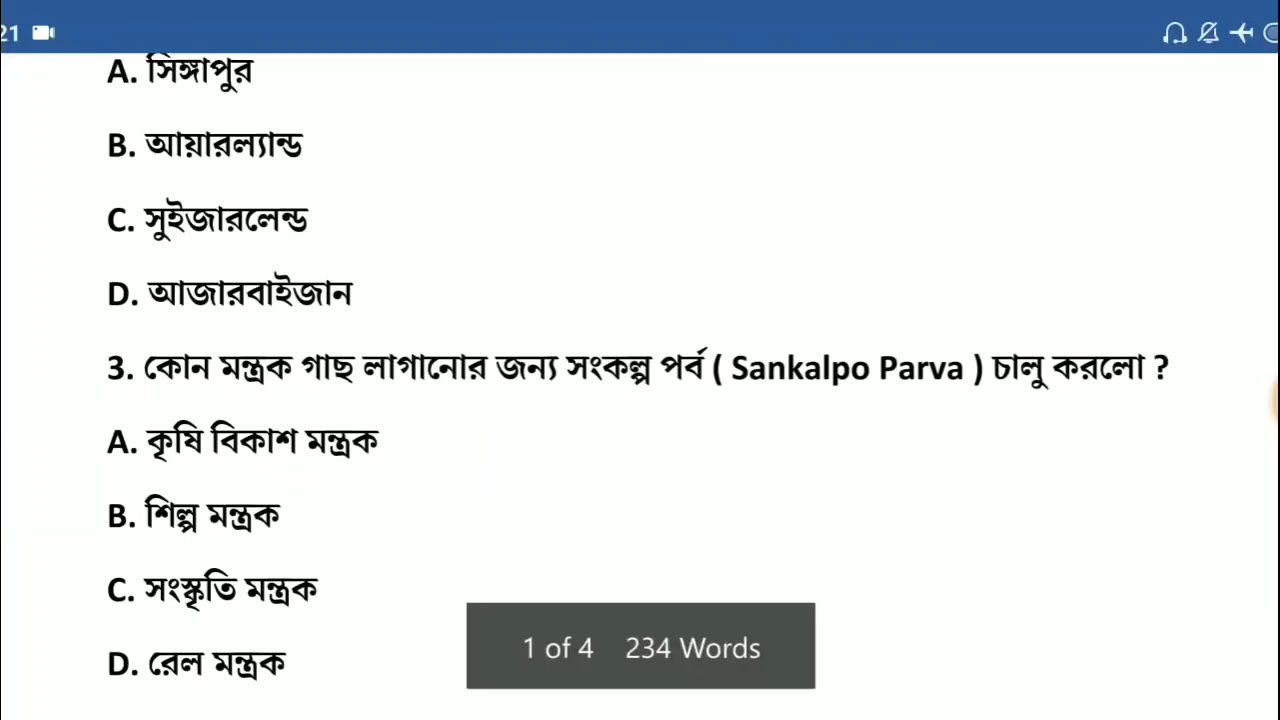 21
A. সিঙ্গাপুর
B. আয়ারল্যান্ড
C. সুইজারলেন্ড
D. আজারবাইজান
3. কোন মন্ত্রক গাছ লাগানোর জন্য সংকল্প পর্ব ( Sankalpo Parva ) চালু করলো ?
A. কৃষি বিকাশ মন্ত্রক
B. শিল্প মন্ত্রক
C. সংস্কৃতি মন্ত্রক
D. রেল মন্ত্রক
1 of 4 234 Words